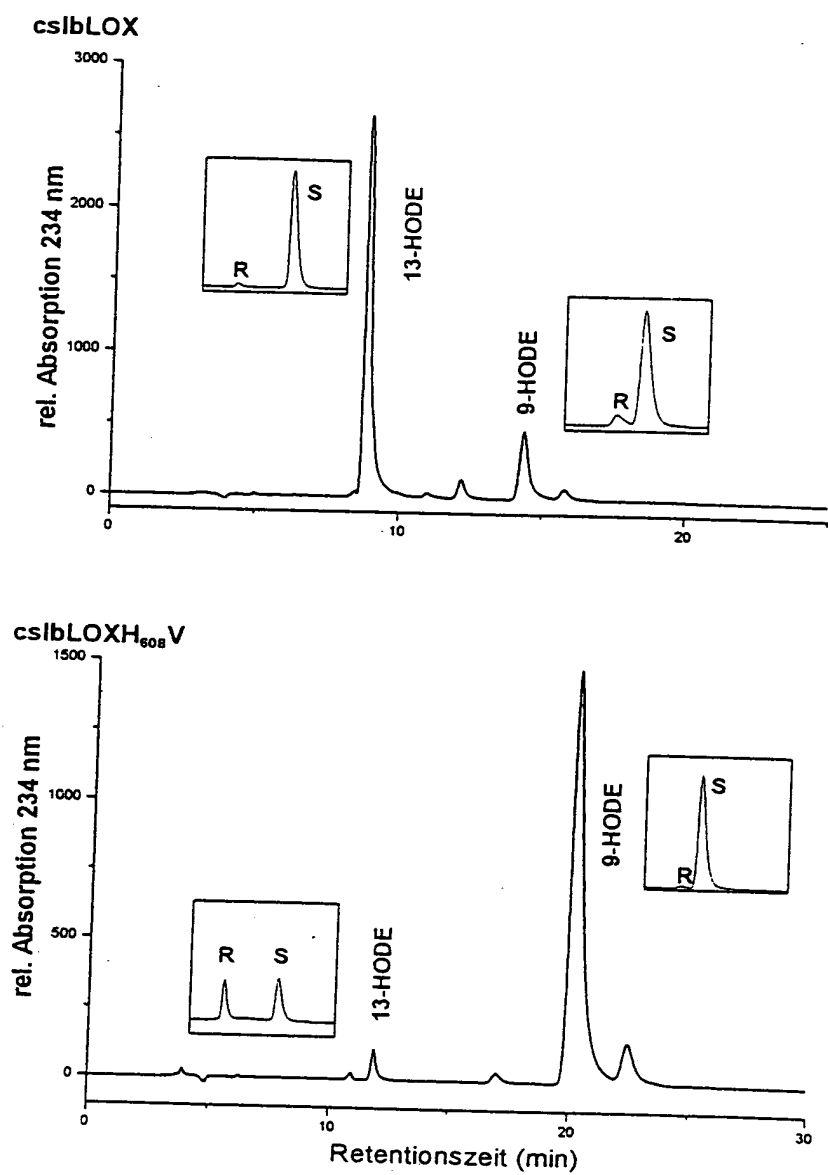 cslbLOX
3000
2000
1000
0
rel. Absorption 234 nm
R
S
13-HODE
9-HODE
R
S
0
10
20
cslbLOXH₆₀₈V
1500
1000
500
0
rel. Absorption 234 nm
R
S
13-HODE
9-HODE
R
S
0
10
20
30
Retentionszeit (min)